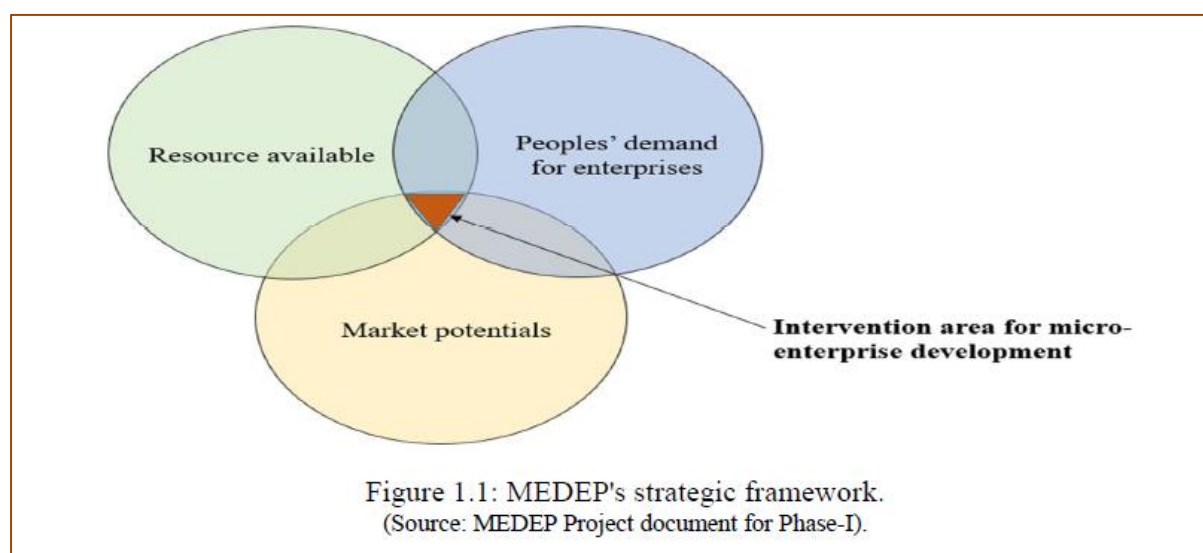 Resource available
Peoples’ demand
for enterprises
Market potentials
Intervention area for micro-
enterprise development
Figure 1.1: MEDEP's strategic framework.
(Source: MEDEP Project document for Phase-I).